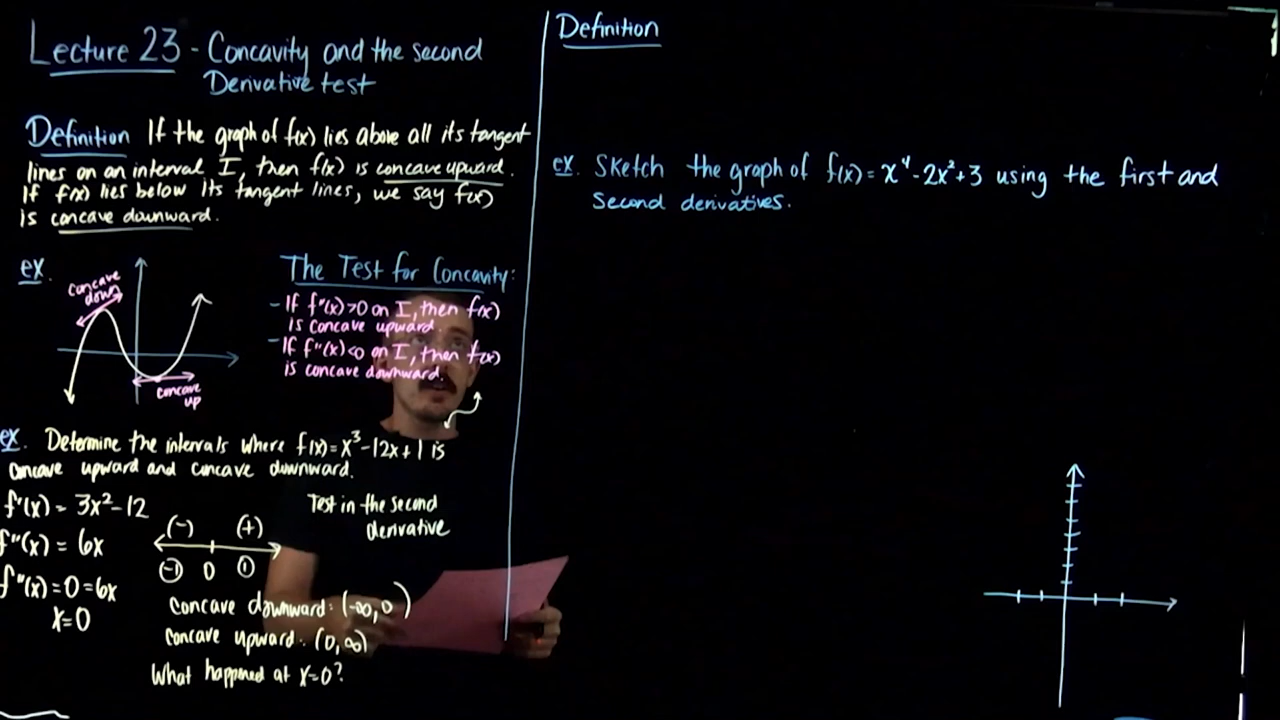 Lecture 23 - Concavity and the second
Derivative test
Definition If the graph of f(x) lies above all its tangent
lines on an interval I, then f(x) is concave upward.
If f(x) lies below its tangent lines, we say f(x)
is concave downward.
ex.
concave
down
concave
up
The Test for Concavity:
- If f"(x)>0 on I, then f(x)
is concave upward.
- If f"(x)<0 on I, then f(x)
is concave downward.
ex. Determine the intervals where f(x)=x³-12x+1 is
concave upward and concave downward.
f'(x) = 3x²-12
f"(x) = 6x
f"(x)=0=6x
x=0
(-) (+)
-1 0 1
Test in the second
derivative
Concave downward: (-∞,0)
Concave upward: (0,∞)
What happened at x=0?
Definition
ex. Sketch the graph of f(x)=x⁴-2x²+3 using the first and
second derivatives.